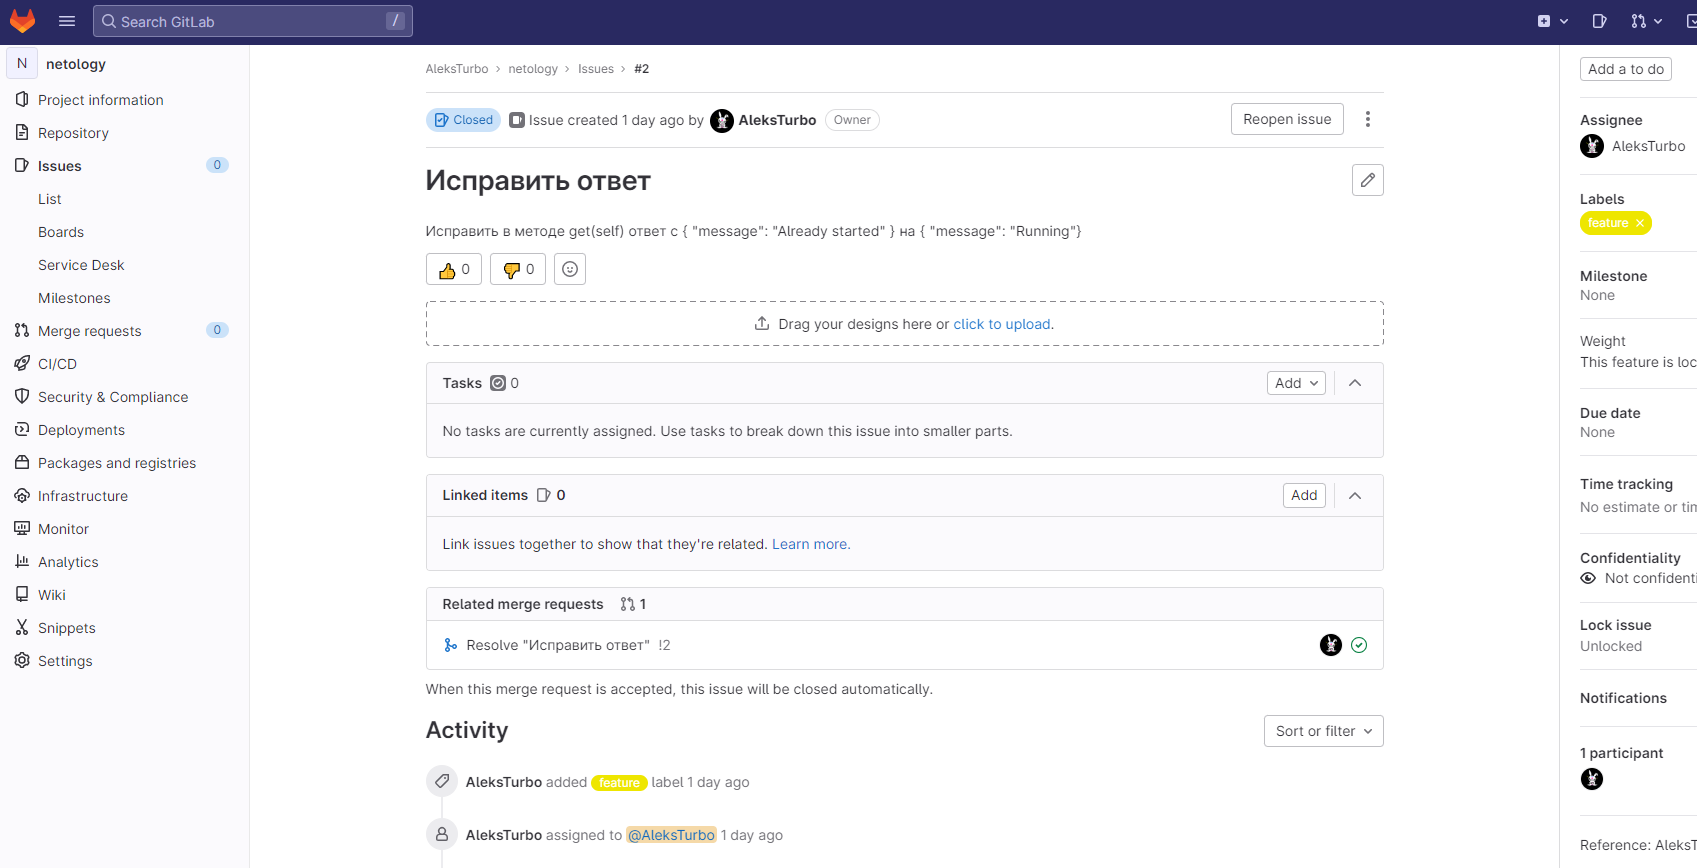 Search GitLab /
N netology
Project information
Repository
Issues 0
List
Boards
Service Desk
Milestones
Merge requests 0
CI/CD
Security & Compliance
Deployments
Packages and registries
Infrastructure
Monitor
Analytics
Wiki
Snippets
Settings
AleksTurbo › netology › Issues › #2
Closed Issue created 1 day ago by AleksTurbo Owner
Reopen issue
Исправить ответ
Исправить в методе get(self) ответ с { "message": "Already started" } на { "message": "Running"}
0 0
Drag your designs here or click to upload.
Tasks 0
Add
No tasks are currently assigned. Use tasks to break down this issue into smaller parts.
Linked items 0
Add
Link issues together to show that they're related. Learn more.
Related merge requests 1
Resolve "Исправить ответ" !2
When this merge request is accepted, this issue will be closed automatically.
Activity
Sort or filter
AleksTurbo added feature label 1 day ago
AleksTurbo assigned to @AleksTurbo 1 day ago
Add a to do
Assignee
AleksTurbo
Labels
feature ×
Milestone
None
Weight
This feature is loc
Due date
None
Time tracking
No estimate or tim
Confidentiality
Not confidenti
Lock issue
Unlocked
Notifications
1 participant
Reference: AleksT